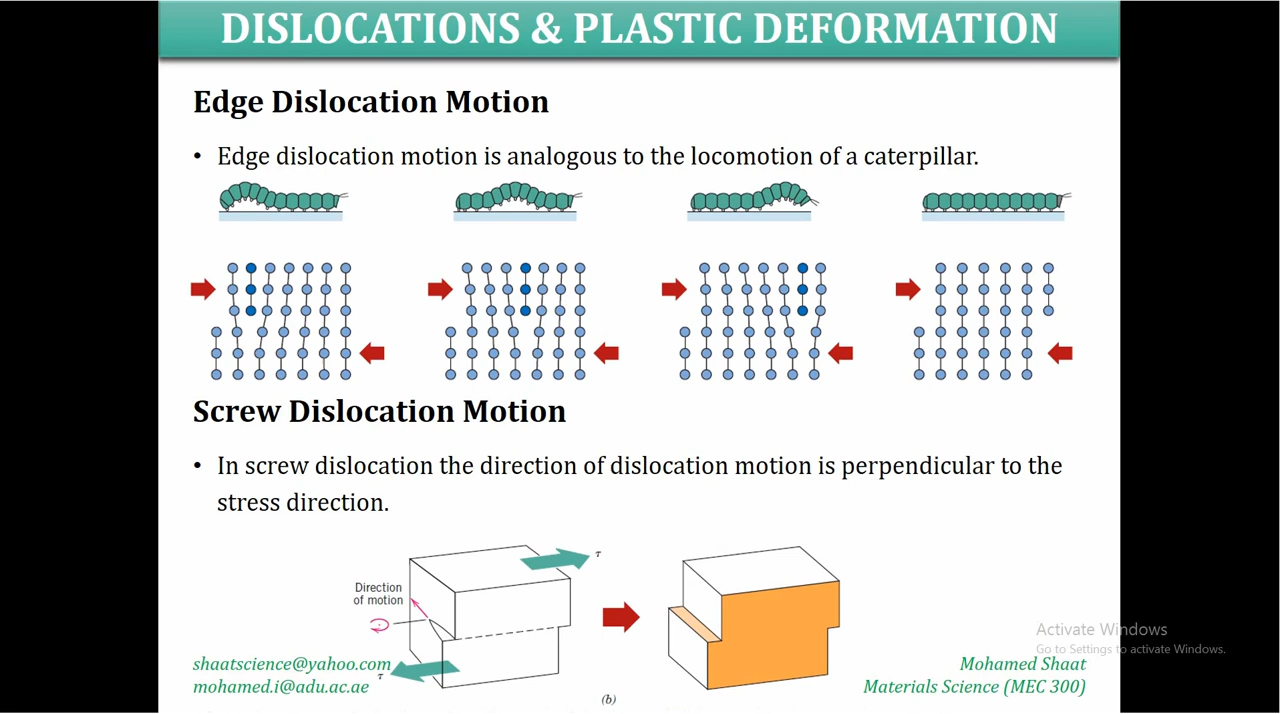 DISLOCATIONS & PLASTIC DEFORMATION
Edge Dislocation Motion
• Edge dislocation motion is analogous to the locomotion of a caterpillar.
Screw Dislocation Motion
• In screw dislocation the direction of dislocation motion is perpendicular to the
stress direction.
τ
Direction
of motion
τ
(b)
shaatscience@yahoo.com
mohamed.i@adu.ac.ae
Activate Windows
Go to Settings to activate Windows.
Mohamed Shaat
Materials Science (MEC 300)